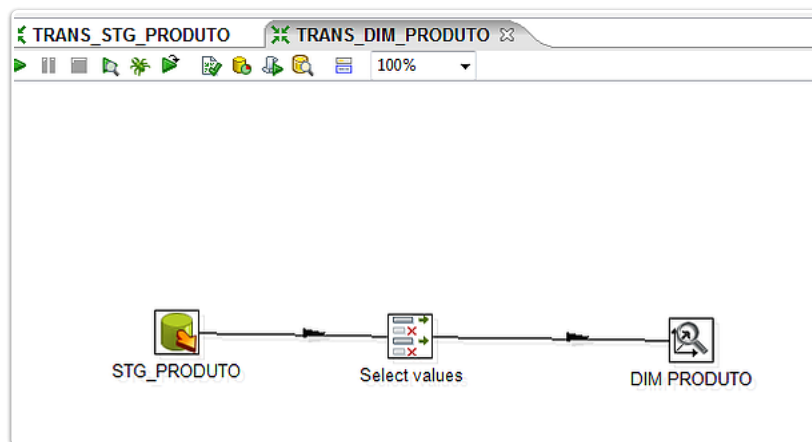 TRANS_STG_PRODUTO
TRANS_DIM_PRODUTO
100%
STG_PRODUTO
Select values
DIM PRODUTO